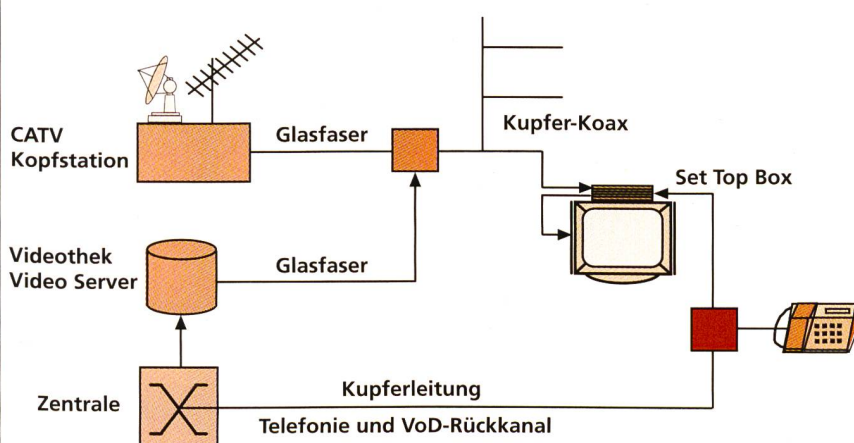 CATV
Kopfstation
Glasfaser
Kupfer-Koax
Set Top Box
Videothek
Video Server
Glasfaser
Zentrale
Kupferleitung
Telefonie und VoD-Rückkanal